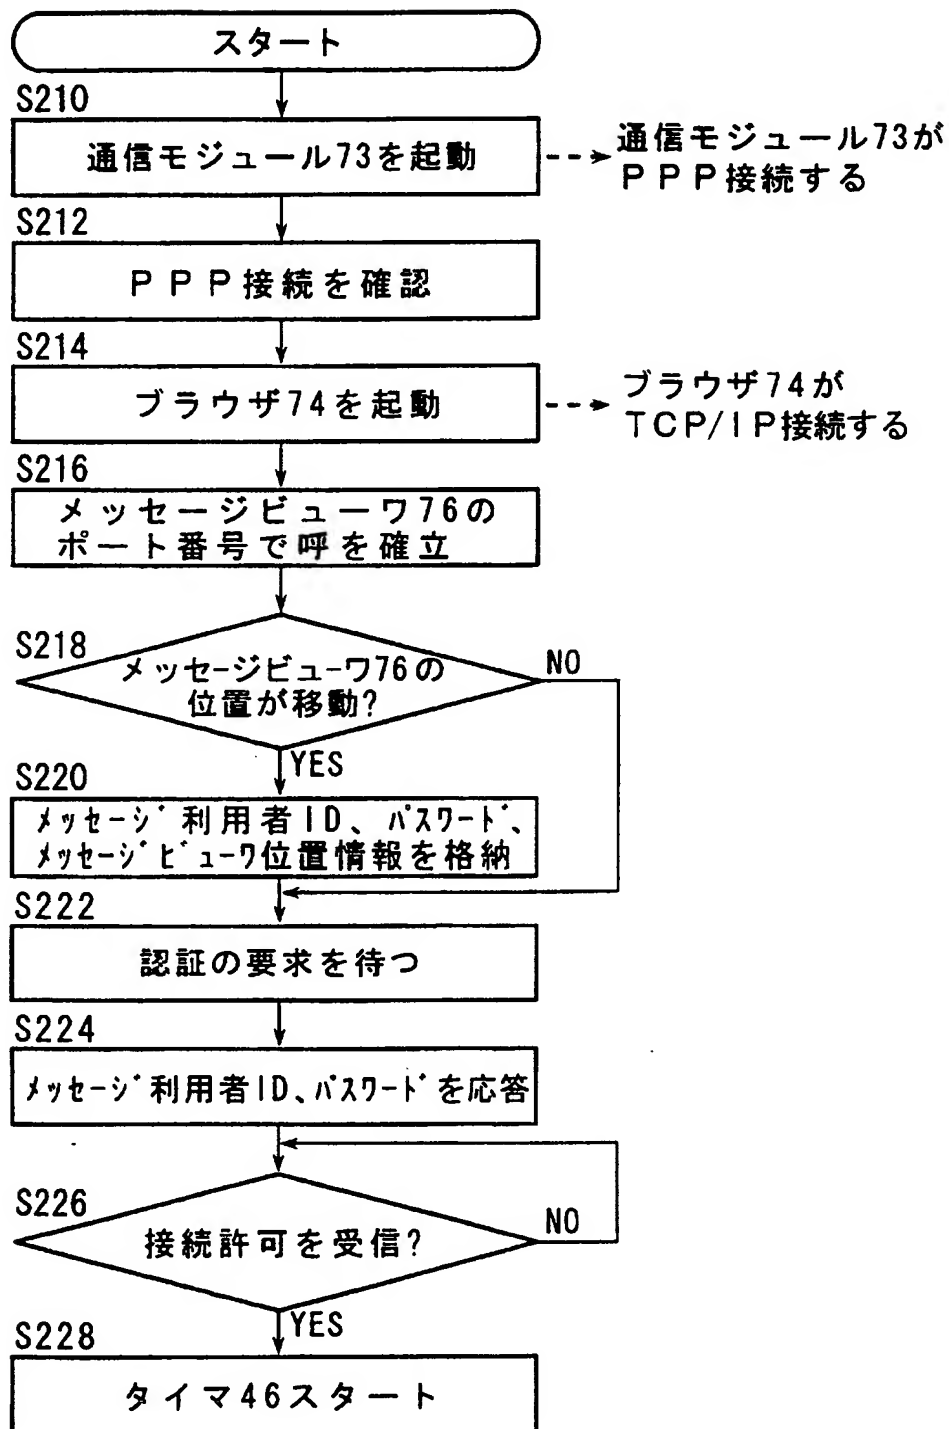 スタート
S210
通信モジュール73を起動
通信モジュール73が
PPP接続する
S212
PPP接続を確認
S214
ブラウザ74を起動
ブラウザ74が
TCP/IP接続する
S216
メッセージビューワ76の
ポート番号で呼を確立
S218
メッセージビューワ76の
位置が移動?
NO
YES
S220
メッセージ利用者ID、パスワード、
メッセージビューワ位置情報を格納
S222
認証の要求を待つ
S224
メッセージ利用者ID、パスワードを応答
S226
接続許可を受信?
NO
YES
S228
タイマ46スタート